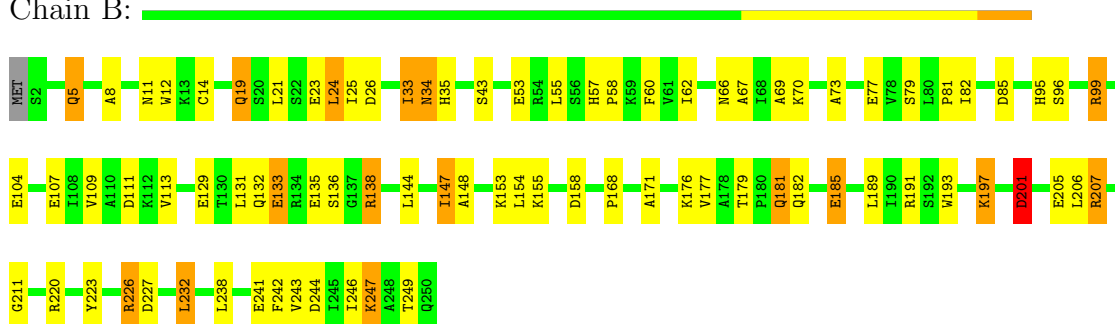 Chain B:
MET S2 Q5 A8 N11 W12 K13 C14 Q19 S20 L21 S22 E23 L24 I25 D26 I33 N34 H35 S43 E53 R54 L55 S56 H57 P58 K59 F60 V61 I62 N66 A67 I68 A69 K70 A73 E77 V78 S79 L80 P81 I82 D85 H95 S96 R99
E104 E107 I108 V109 A110 D111 K112 V113 E129 T130 L131 Q132 E133 R134 E135 S136 G137 R138 L144 I147 A148 K153 L154 K155 D158 P168 A171 K176 V177 A178 T179 P180 Q181 Q182 E185 L189 I190 R191 S192 W193 K197 D201 E205 L206 R207
G211 R220 Y223 R226 D227 L232 L238 E241 F242 V243 D244 I245 I246 K247 A248 T249 Q250